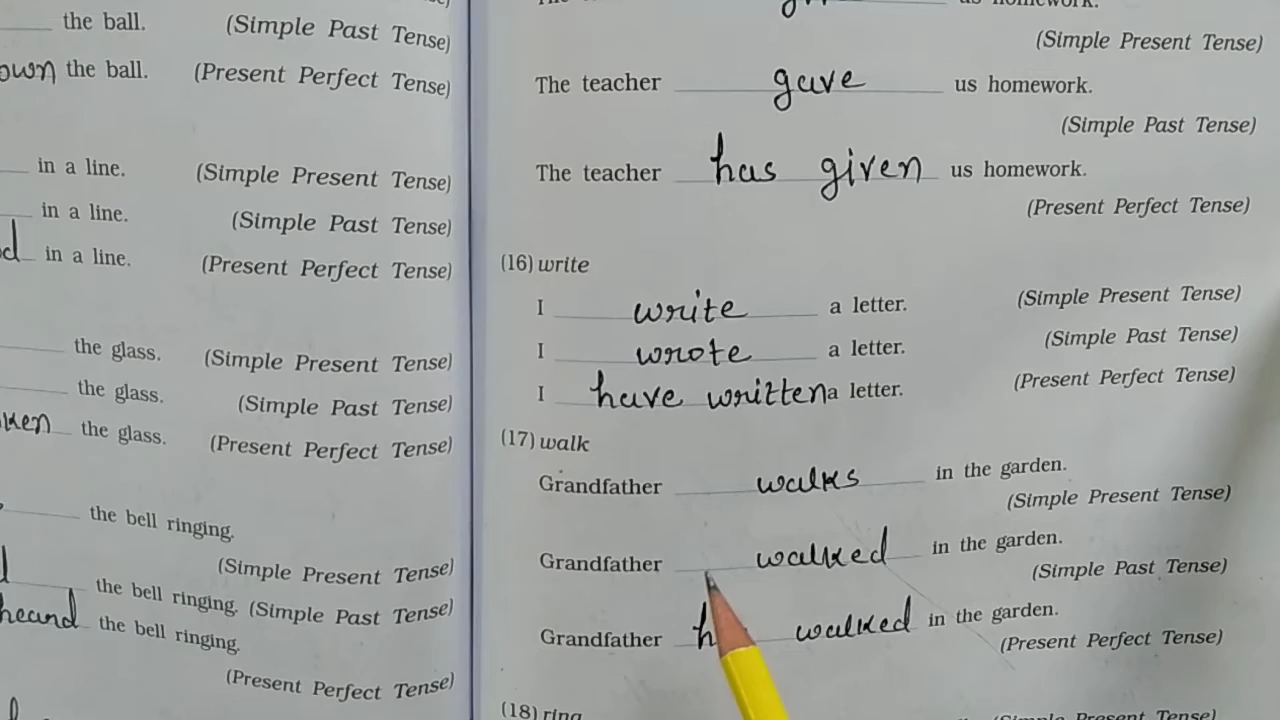 the ball. (Simple Past Tense)
the ball. (Present Perfect Tense)
in a line. (Simple Present Tense)
in a line. (Simple Past Tense)
in a line. (Present Perfect Tense)
the glass. (Simple Present Tense)
the glass. (Simple Past Tense)
the glass. (Present Perfect Tense)
the bell ringing.
(Simple Present Tense)
the bell ringing. (Simple Past Tense)
heard the bell ringing.
(Present Perfect Tense)
us homework.
(Simple Present Tense)
The teacher gave us homework.
(Simple Past Tense)
The teacher has given us homework.
(Present Perfect Tense)
(16) write
I write a letter. (Simple Present Tense)
I wrote a letter. (Simple Past Tense)
I have written a letter. (Present Perfect Tense)
(17) walk
Grandfather walks in the garden.
(Simple Present Tense)
Grandfather walked in the garden.
(Simple Past Tense)
Grandfather walked in the garden.
(Present Perfect Tense)
(18) ring
(Simple Present Tense)